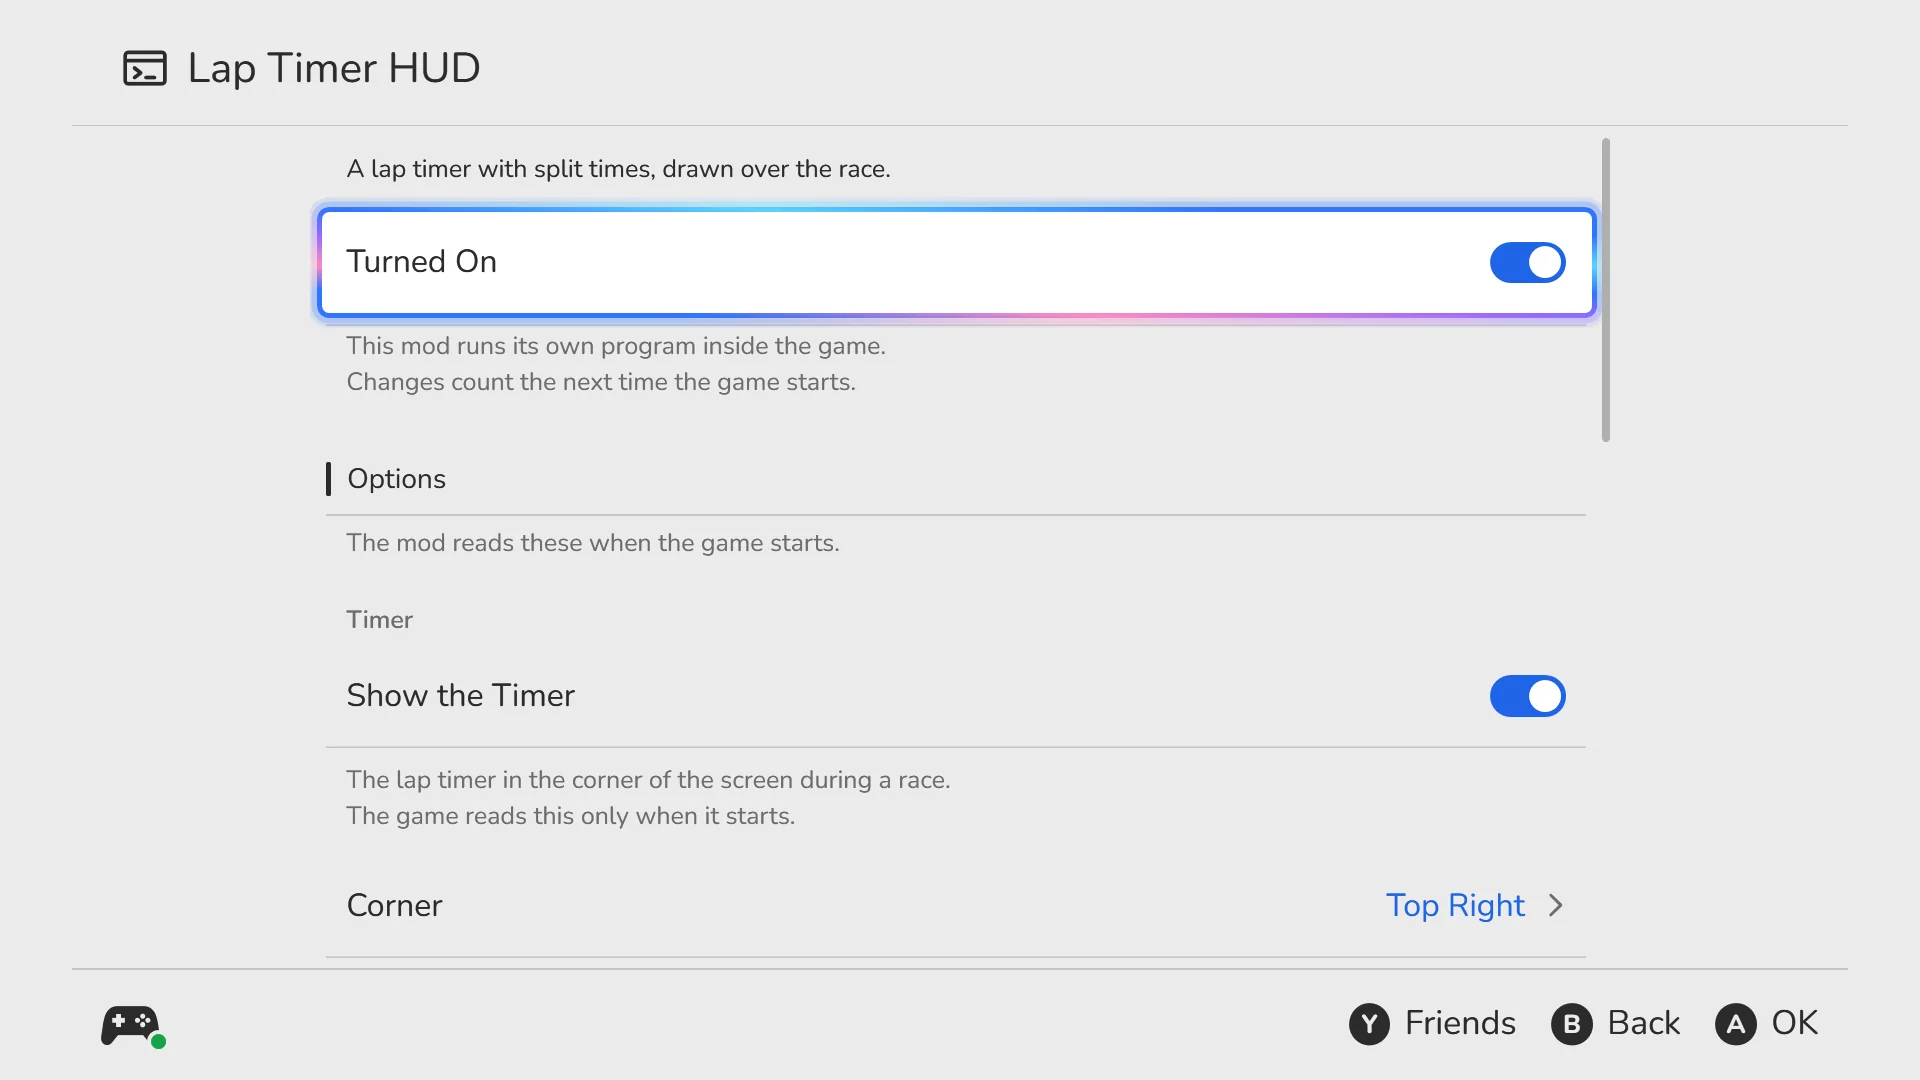 Lap Timer HUD
A lap timer with split times, drawn over the race.
Turned On
This mod runs its own program inside the game.
Changes count the next time the game starts.
Options
The mod reads these when the game starts.
Timer
Show the Timer
The lap timer in the corner of the screen during a race.
The game reads this only when it starts.
Corner Top Right
Y Friends B Back A OK